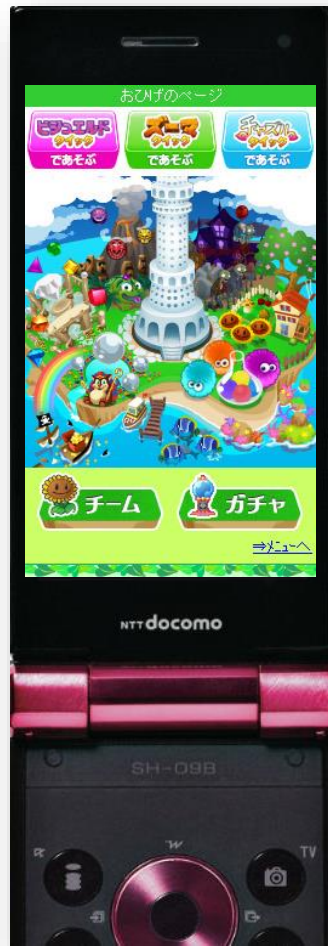 おひげのページ
ビジュエルド
クイック
であそぶ
ズーマ
クイック
であそぶ
チャズル
クイック
であそぶ
チーム
ガチャ
⇒メニューへ
NTT docomo
SH-09B
TV